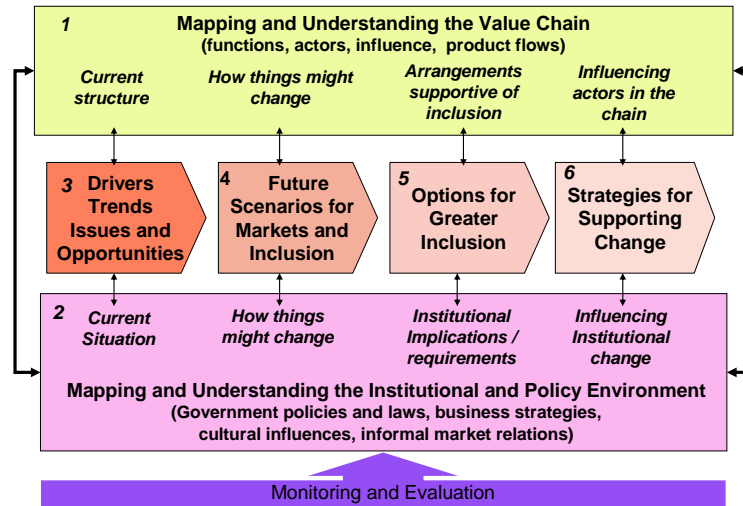 1
Mapping and Understanding the Value Chain
(functions, actors, influence, product flows)
Current
structure
How things might
change
Arrangements
supportive of
inclusion
Influencing
actors in the
chain
3
Drivers
Trends
Issues and
Opportunities
4
Future
Scenarios for
Markets and
Inclusion
5
Options for
Greater
Inclusion
6
Strategies for
Supporting
Change
2
Current
Situation
How things
might change
Institutional
Implications /
requirements
Influencing
Institutional
change
Mapping and Understanding the Institutional and Policy Environment
(Government policies and laws, business strategies,
cultural influences, informal market relations)
Monitoring and Evaluation